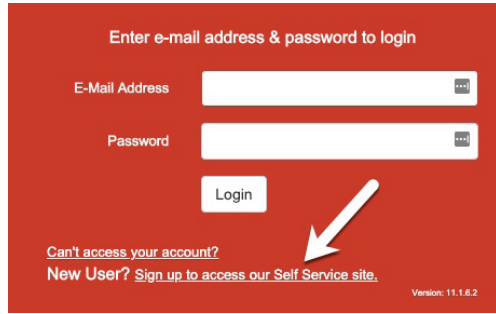 Enter e-mail address & password to login
E-Mail Address
Password
Login
Can't access your account?
New User? Sign up to access our Self Service site.
Version: 11.1.6.2